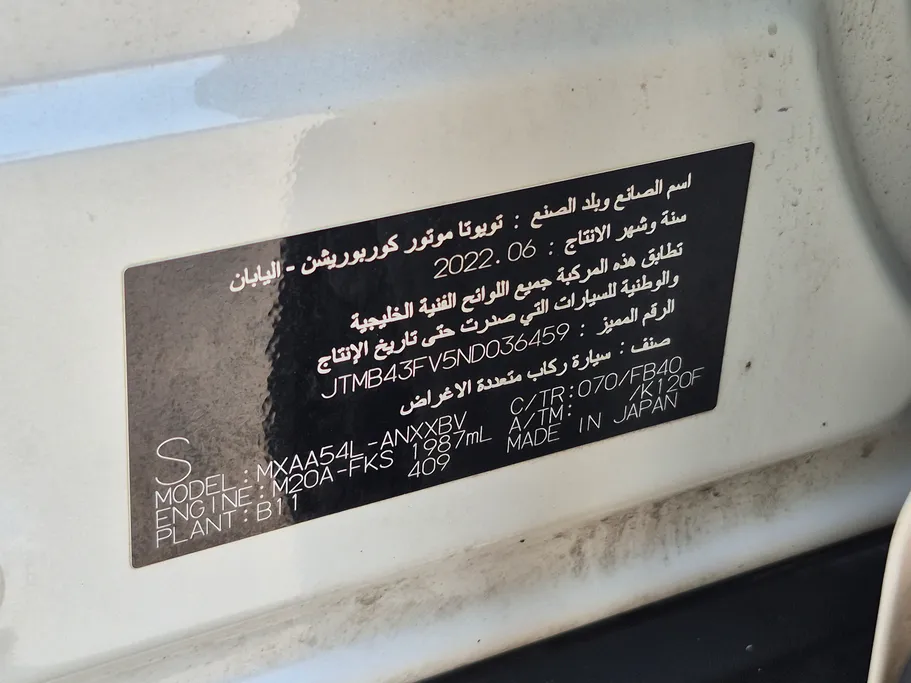 اسم الصانع وبلد الصنع : تويوتا موتور كوربوريشن - اليابان
سنة وشهر الانتاج : 2022.06
تطابق هذه المركبة جميع اللوائح الفنية الخليجية
والوطنية للسيارات التي صدرت حتى تاريخ الإنتاج
الرقم المميز : JTMB43FV5ND036459
صنف : سيارة ركاب متعددة الاغراض
S
MODEL:MXAA54L-ANXXBV C/TR:070/FB40
ENGINE:M20A-FKS 1987mL A/TM: /K120F
PLANT:B11 409 MADE IN JAPAN